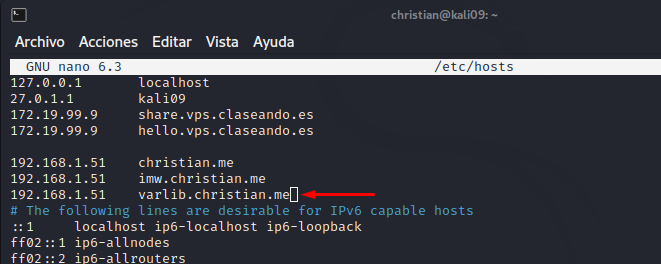 christian@kali09: ~
Archivo Acciones Editar Vista Ayuda
GNU nano 6.3 /etc/hosts
127.0.0.1 localhost
27.0.1.1 kali09
172.19.99.9 share.vps.claseando.es
172.19.99.9 hello.vps.claseando.es
192.168.1.51 christian.me
192.168.1.51 imw.christian.me
192.168.1.51 varlib.christian.me
# The following lines are desirable for IPv6 capable hosts
::1 localhost ip6-localhost ip6-loopback
ff02::1 ip6-allnodes
ff02::2 ip6-allrouters